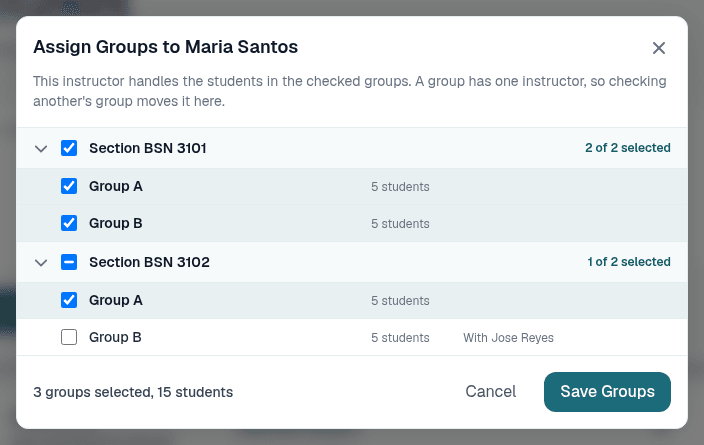 Assign Groups to Maria Santos
This instructor handles the students in the checked groups. A group has one instructor, so checking
another's group moves it here.
Section BSN 3101 2 of 2 selected
Group A 5 students
Group B 5 students
Section BSN 3102 1 of 2 selected
Group A 5 students
Group B 5 students With Jose Reyes
3 groups selected, 15 students Cancel Save Groups